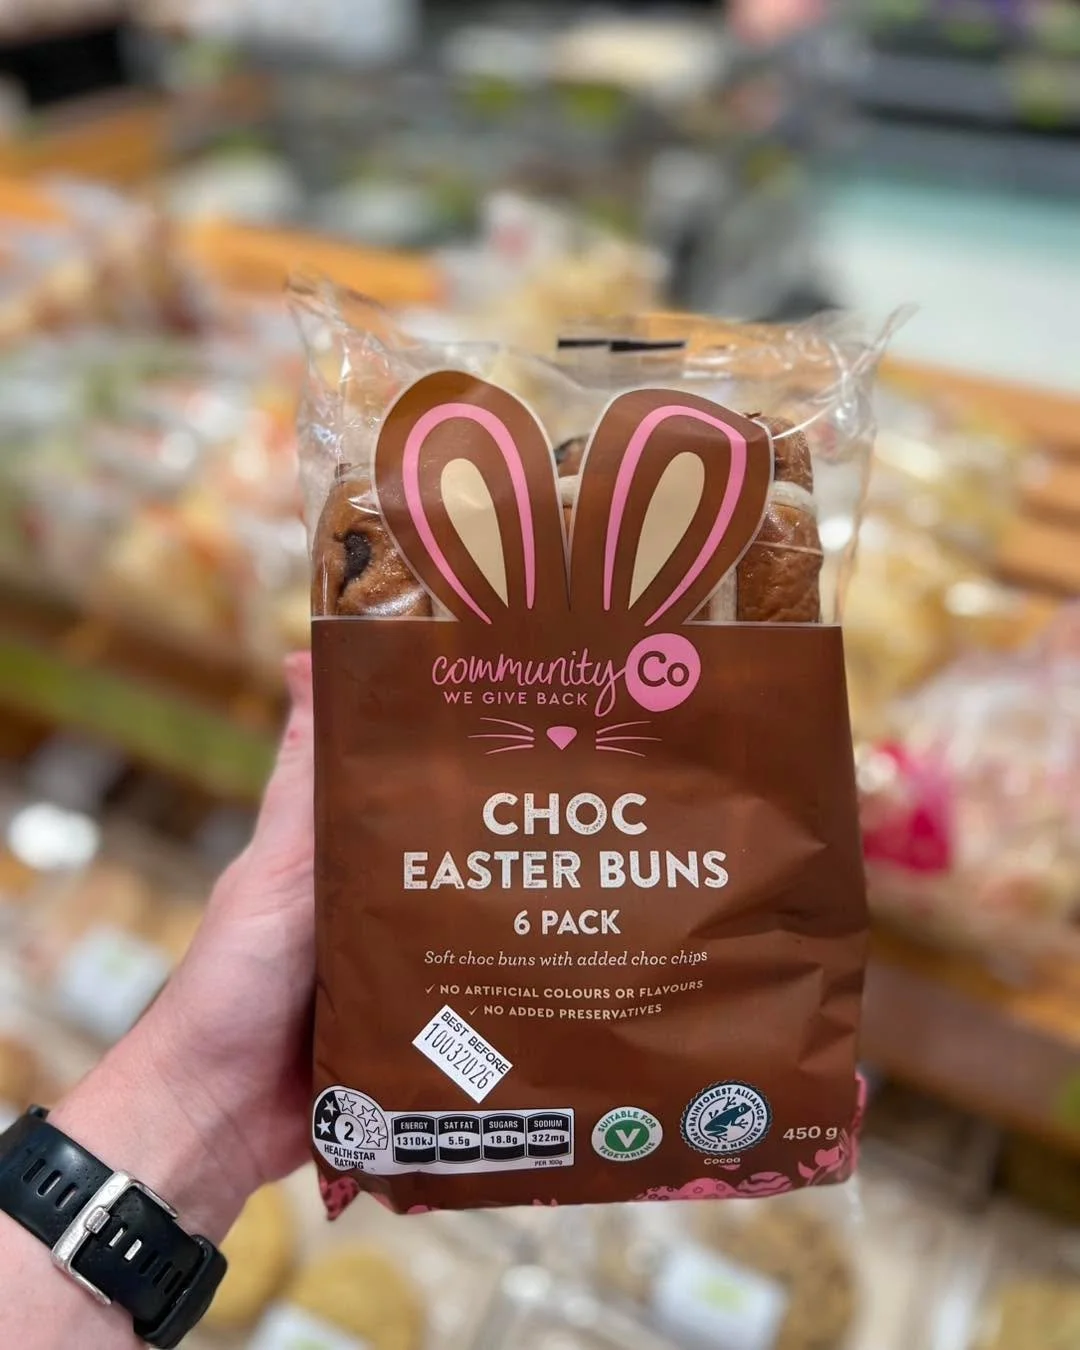 community Co
WE GIVE BACK
CHOC
EASTER BUNS
6 PACK
Soft choc buns with added choc chips
✓ NO ARTIFICIAL COLOURS OR FLAVOURS
✓ NO ADDED PRESERVATIVES
BEST BEFORE
10032026
2
HEALTH STAR
RATING
ENERGY
1310kJ
SAT FAT
5.5g
SUGARS
18.8g
SODIUM
322mg
PER 100g
SUITABLE FOR
V
VEGETARIANS
RAINFOREST ALLIANCE
PEOPLE & NATURE
Cocoa
450 g